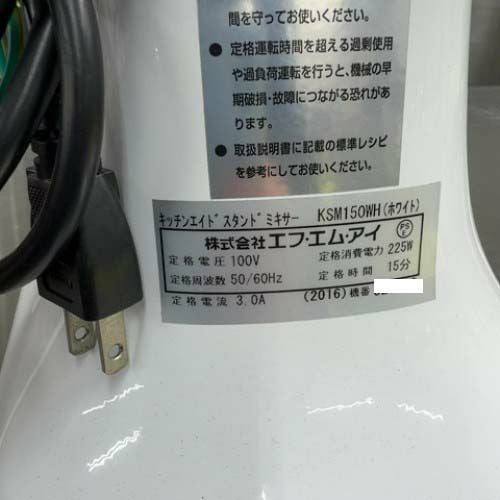 間を守ってお使いください。
● 定格運転時間を超える過剰使用
や過負荷運転を行うと、機械の早
期破損・故障につながる恐れがあ
ります。
● 取扱説明書に記載の標準レシピ
を参考にしてお使いください。
キッチンエイド スタンド ミキサー KSM150WH(ホワイト)
株式会社エフ・エム・アイ PSE
定格電圧 100V 定格消費電力 225W
定格周波数 50/60Hz 定格時間 15分
定格電流 3.0A (2016) 機番